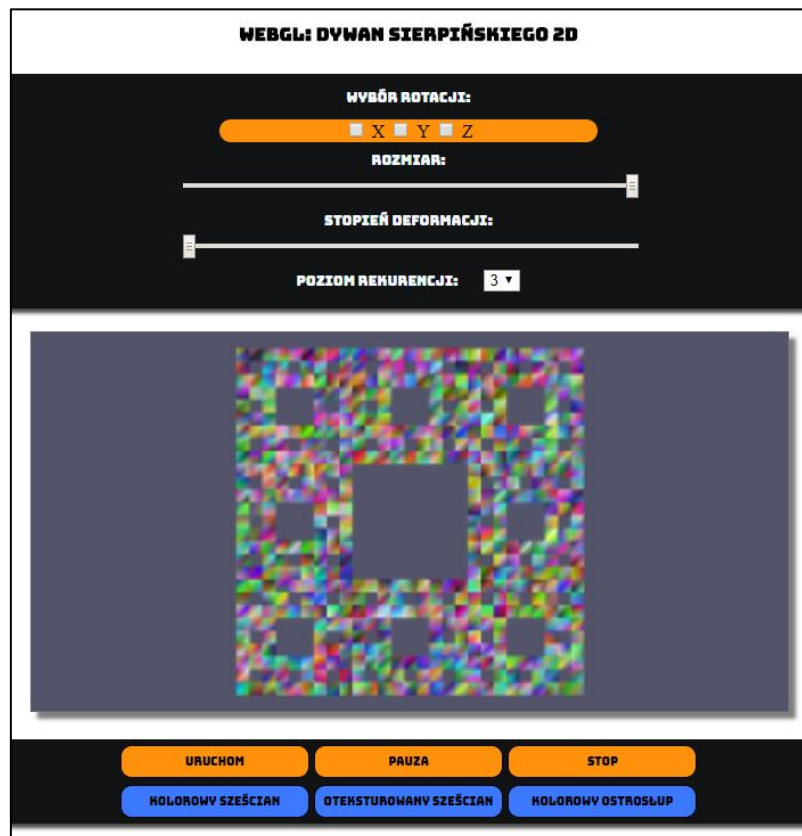 WEBGL: DYWAN SIERPIŃSKIEGO 2D
WYBÓR ROTACJI:
X Y Z
ROZMIAR:
STOPIEŃ DEFORMACJI:
POZIOM REKURENCJI: 3
URUCHOM PAUZA STOP
KOLOROWY SZEŚCIAN OTEKSTUROWANY SZEŚCIAN KOLOROWY OSTROSŁUP